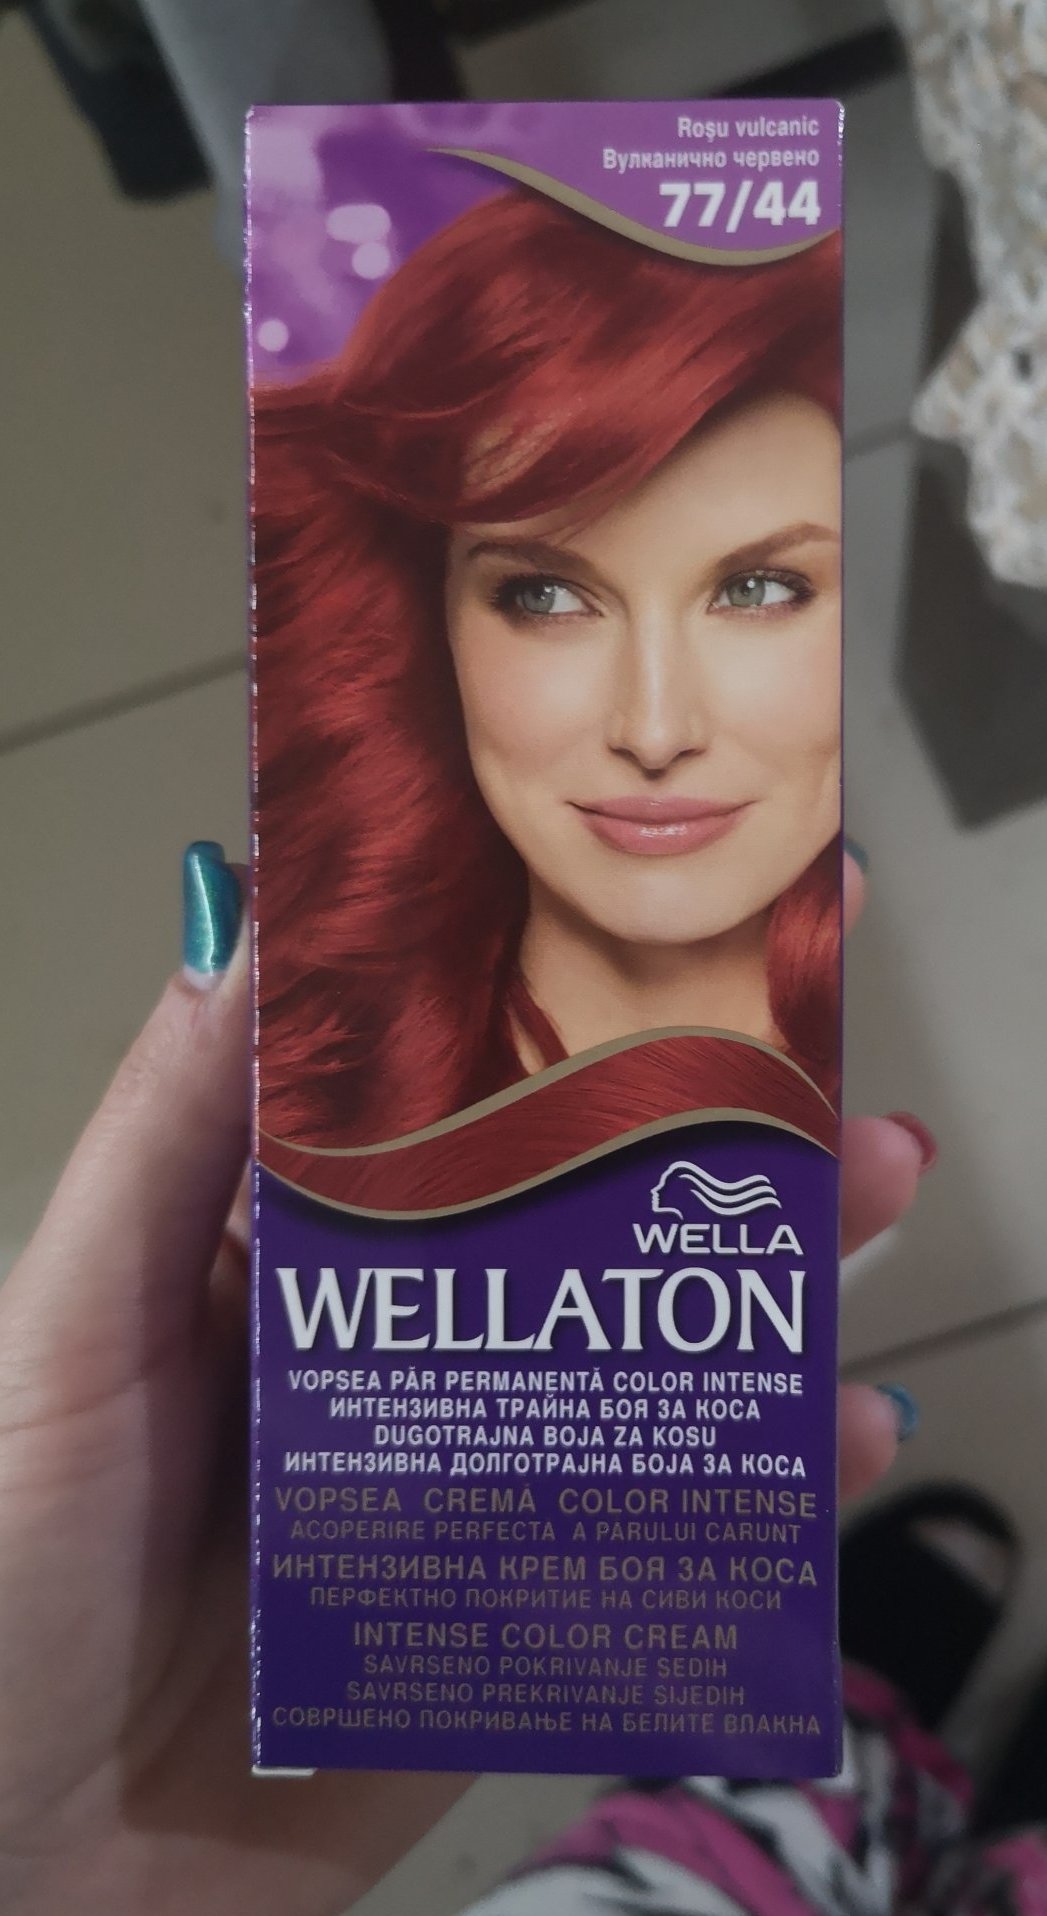 Roşu vulcanic
Вулканично червено
77/44
WELLA
WELLATON
VOPSEA PĂR PERMANENTĂ COLOR INTENSE
ИНТЕНЗИВНА ТРАЙНА БОЯ ЗА КОСА
DUGOTRAJNA BOJA ZA KOSU
ИНТЕНЗИВНА ДОЛГОТРАЈНА БОЈА ЗА КОСА
VOPSEA CREMĂ COLOR INTENSE
ACOPERIRE PERFECTA A PARULUI CARUNT
ИНТЕНЗИВНА КРЕМ БОЯ ЗА КОСА
ПЕРФЕКТНО ПОКРИТИЕ НА СИВИ КОСИ
INTENSE COLOR CREAM
SAVRSENO POKRIVANJE SEDIH
SAVRSENO PREKRIVANJE SIJEDIH
СОВРШЕНО ПОКРИВАЊЕ НА БЕЛИТЕ ВЛАКНА